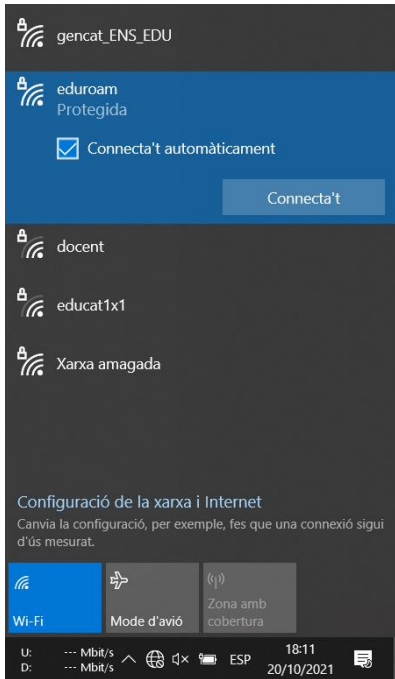 gencat_ENS_EDU
eduroam
Protegida
Connecta't automàticament
Connecta't
docent
educat1x1
Xarxa amagada
Configuració de la xarxa i Internet
Canvia la configuració, per exemple, fes que una connexió sigui
d'ús mesurat.
Wi-Fi
Mode d'avió
Zona amb
cobertura
U: --- Mbit/s
D: --- Mbit/s
ESP
18:11
20/10/2021